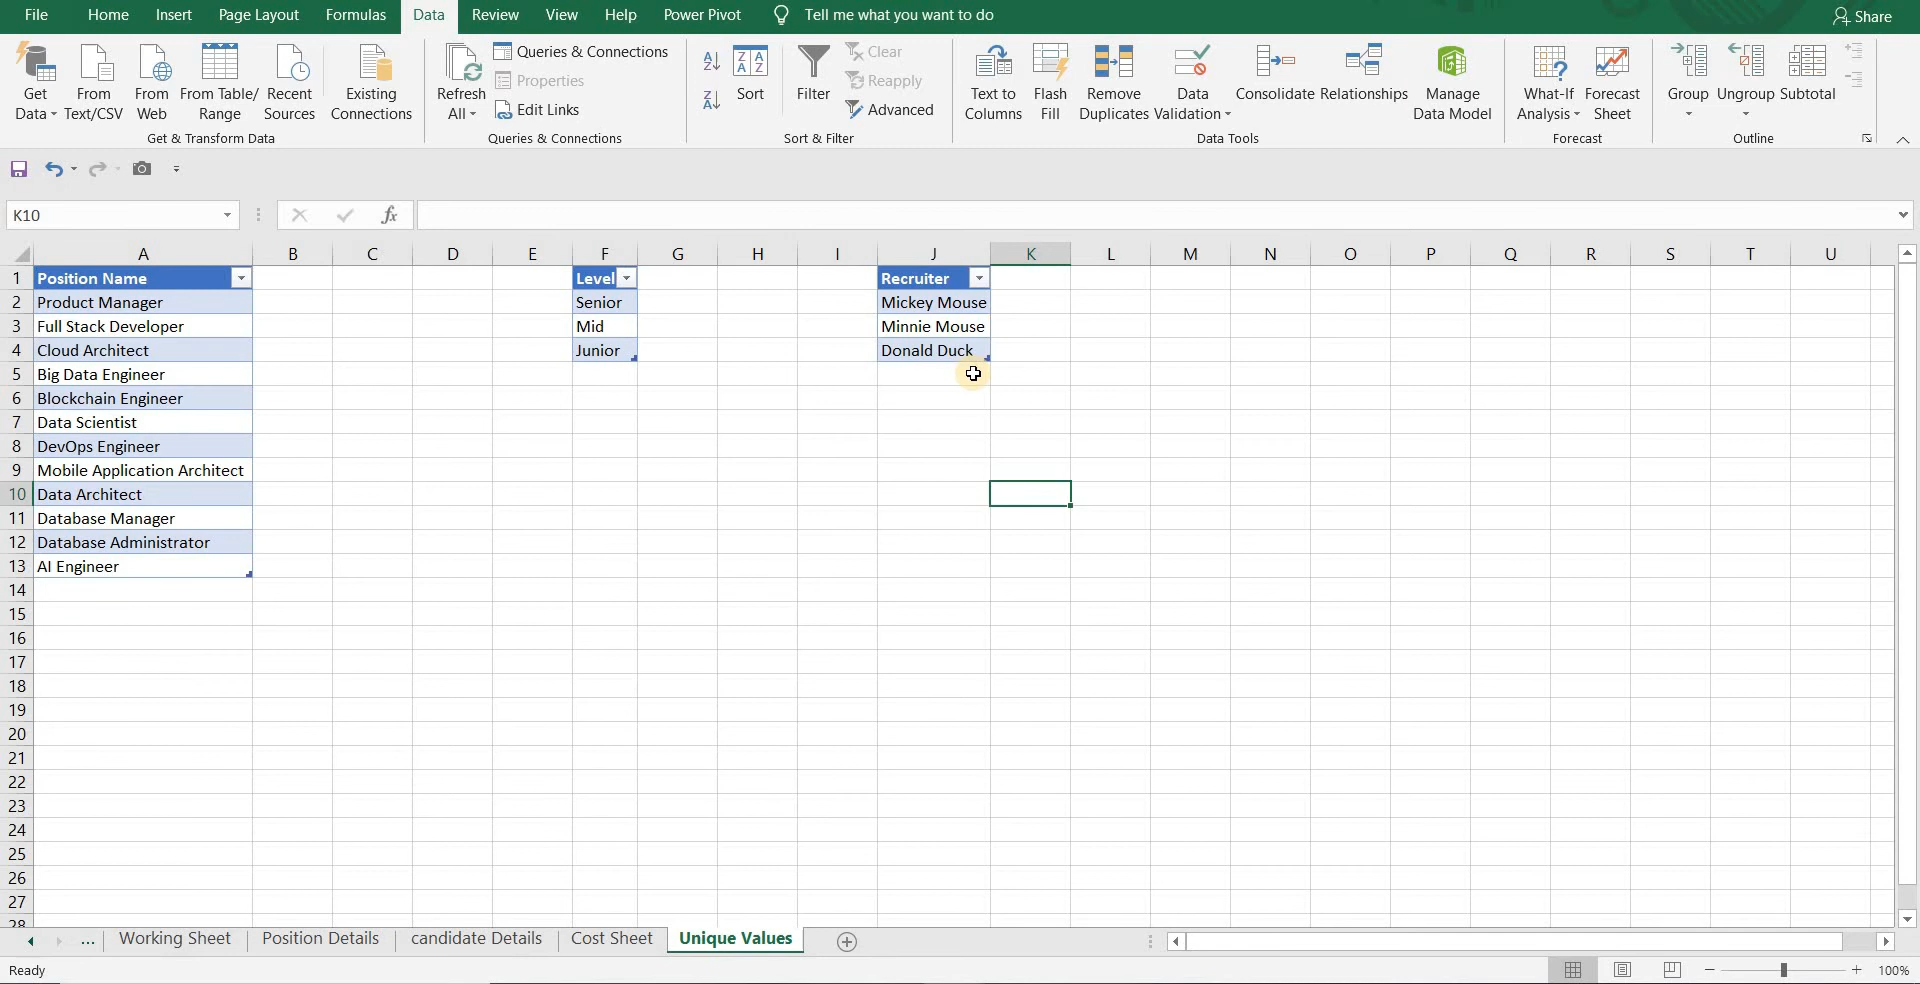 File Home Insert Page Layout Formulas Data Review View Help Power Pivot Tell me what you want to do Share
Get Data From Text/CSV From Web From Table/ Range Recent Sources Existing Connections
Get & Transform Data
Refresh All Queries & Connections
Properties
Edit Links
Queries & Connections
Sort Filter Clear
Reapply
Advanced
Sort & Filter
Text to Columns Flash Fill Remove Duplicates Data Validation Consolidate Relationships Manage Data Model
Data Tools
What-If Analysis Forecast Sheet
Forecast
Group Ungroup Subtotal
Outline
K10 fx
A B C D E F G H I J K L M N O P Q R S T U
1 Position Name Level Recruiter
2 Product Manager Senior Mickey Mouse
3 Full Stack Developer Mid Minnie Mouse
4 Cloud Architect Junior Donald Duck
5 Big Data Engineer
6 Blockchain Engineer
7 Data Scientist
8 DevOps Engineer
9 Mobile Application Architect
10 Data Architect
11 Database Manager
12 Database Administrator
13 AI Engineer
14
15
16
17
18
19
20
21
22
23
24
25
26
27
28
... Working Sheet Position Details candidate Details Cost Sheet Unique Values
Ready 100%